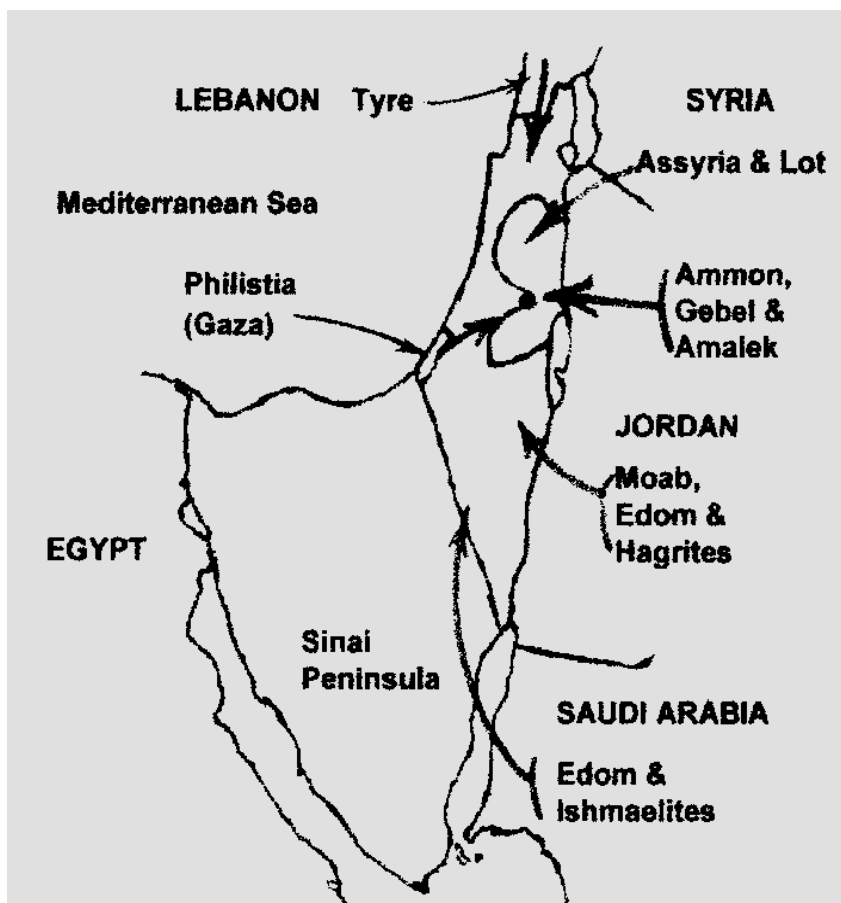 LEBANON Tyre
SYRIA
Assyria & Lot
Mediterranean Sea
Philistia
(Gaza)
Ammon,
Gebel &
Amalek
JORDAN
Moab,
Edom &
Hagrites
EGYPT
Sinai
Peninsula
SAUDI ARABIA
Edom &
Ishmaelites